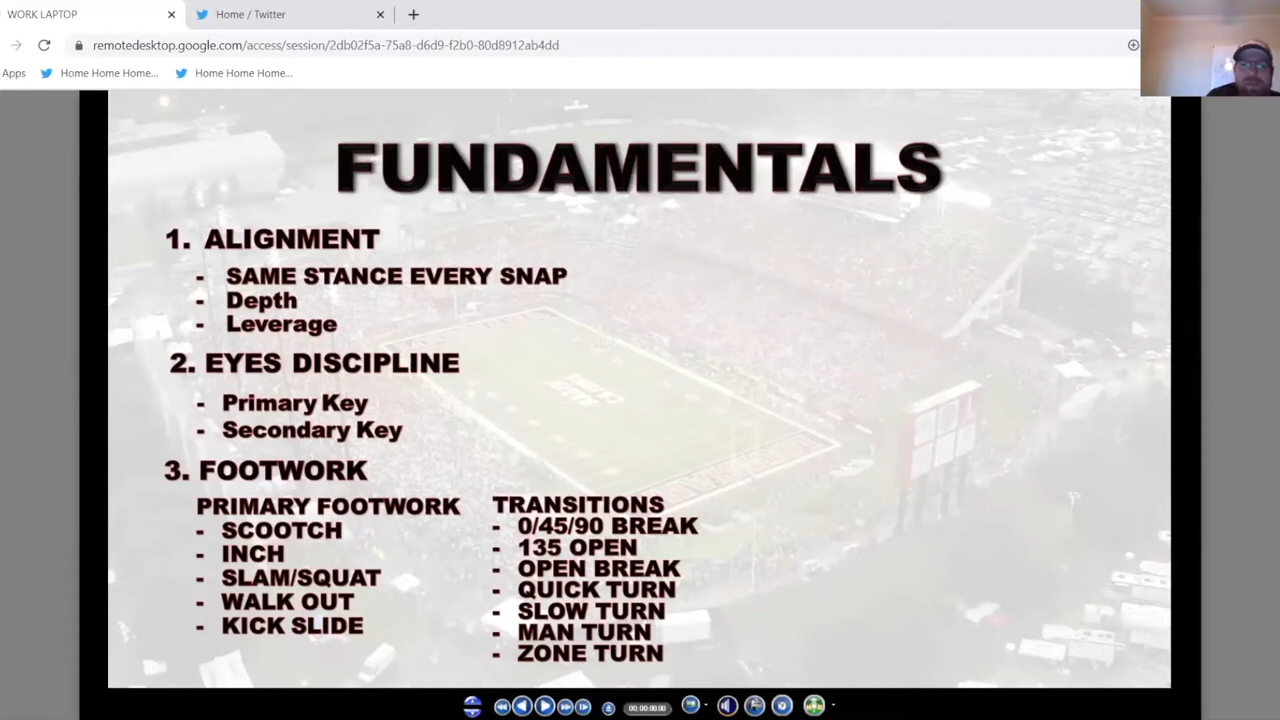 WORK LAPTOP
Home / Twitter
remotedesktop.google.com/access/session/2db02f5a-75a8-d6d9-f2b0-80d8912ab4dd
Apps
Home Home Home...
Home Home Home...
FUNDAMENTALS
1. ALIGNMENT
- SAME STANCE EVERY SNAP
- Depth
- Leverage
2. EYES DISCIPLINE
- Primary Key
- Secondary Key
3. FOOTWORK
PRIMARY FOOTWORK
- SCOOTCH
- INCH
- SLAM/SQUAT
- WALK OUT
- KICK SLIDE
TRANSITIONS
- 0/45/90 BREAK
- 135 OPEN
- OPEN BREAK
- QUICK TURN
- SLOW TURN
- MAN TURN
- ZONE TURN
00:00:00:00